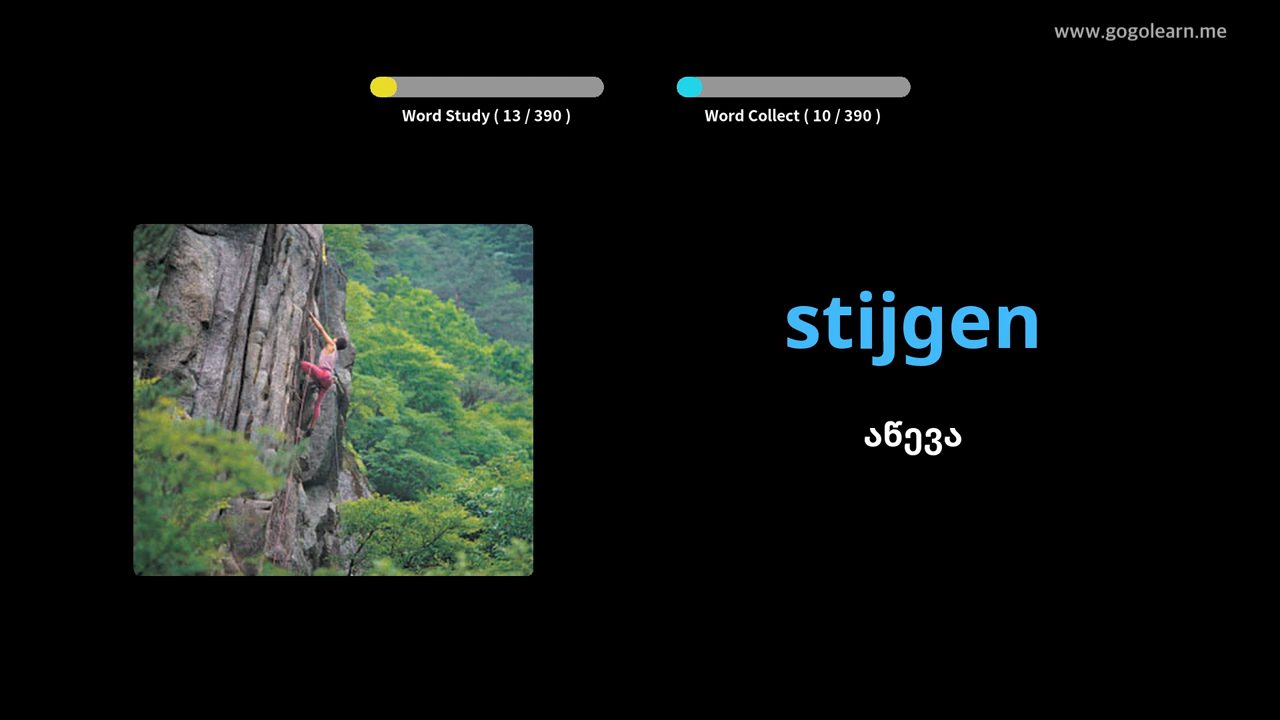 www.gogolearn.me
Word Study ( 13 / 390 )
Word Collect ( 10 / 390 )
stijgen
აწევა